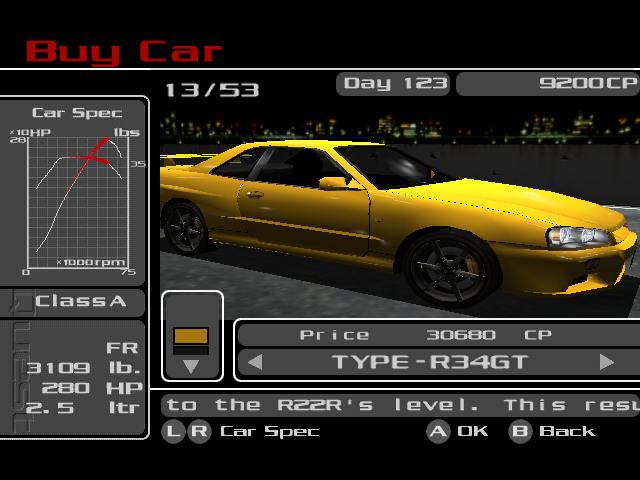 Buy Car
13/53
Day 123
9200CP
Car Spec
×10HP
lbs
28
35
0
×1000rpm
75
ClassA
FR
3109 lb.
280 HP
2.5 ltr
Price 30680 CP
TYPE-R34GT
to the R22R's level. This resu
L R Car Spec
A OK
B Back